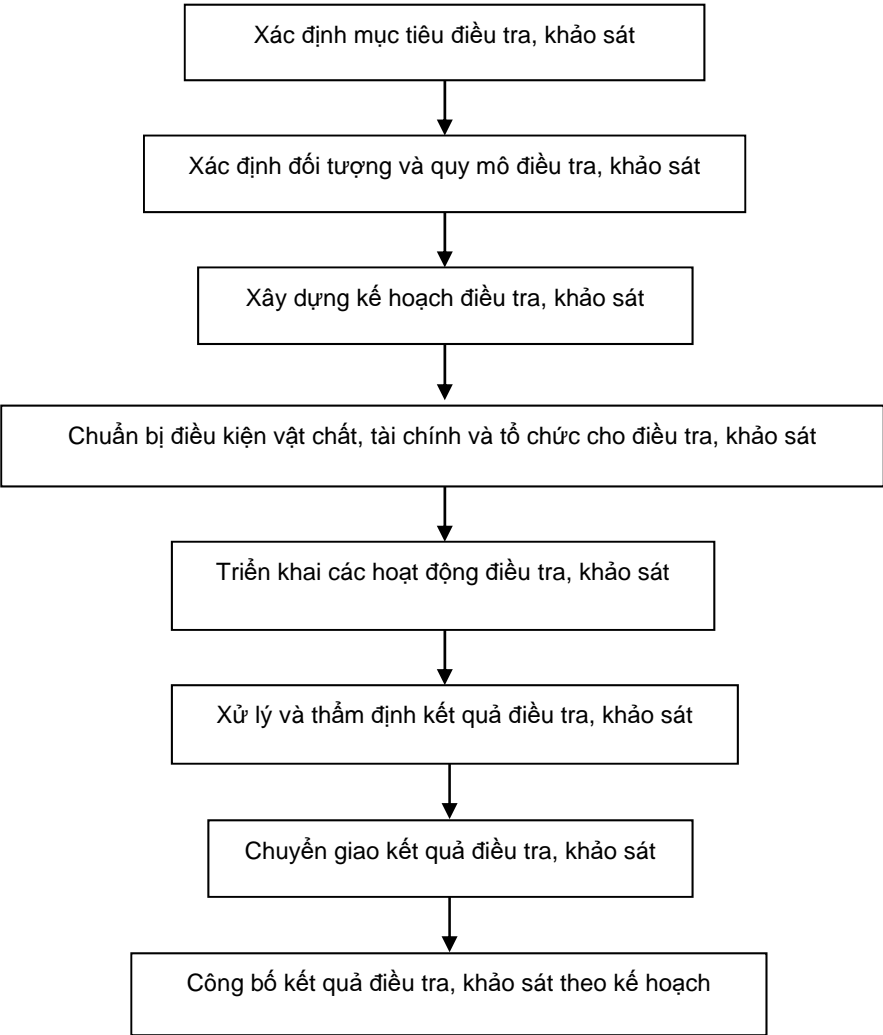 Xác định mục tiêu điều tra, khảo sát
Xác định đối tượng và quy mô điều tra, khảo sát
Xây dựng kế hoạch điều tra, khảo sát
Chuẩn bị điều kiện vật chất, tài chính và tổ chức cho điều tra, khảo sát
Triển khai các hoạt động điều tra, khảo sát
Xử lý và thẩm định kết quả điều tra, khảo sát
Chuyển giao kết quả điều tra, khảo sát
Công bố kết quả điều tra, khảo sát theo kế hoạch